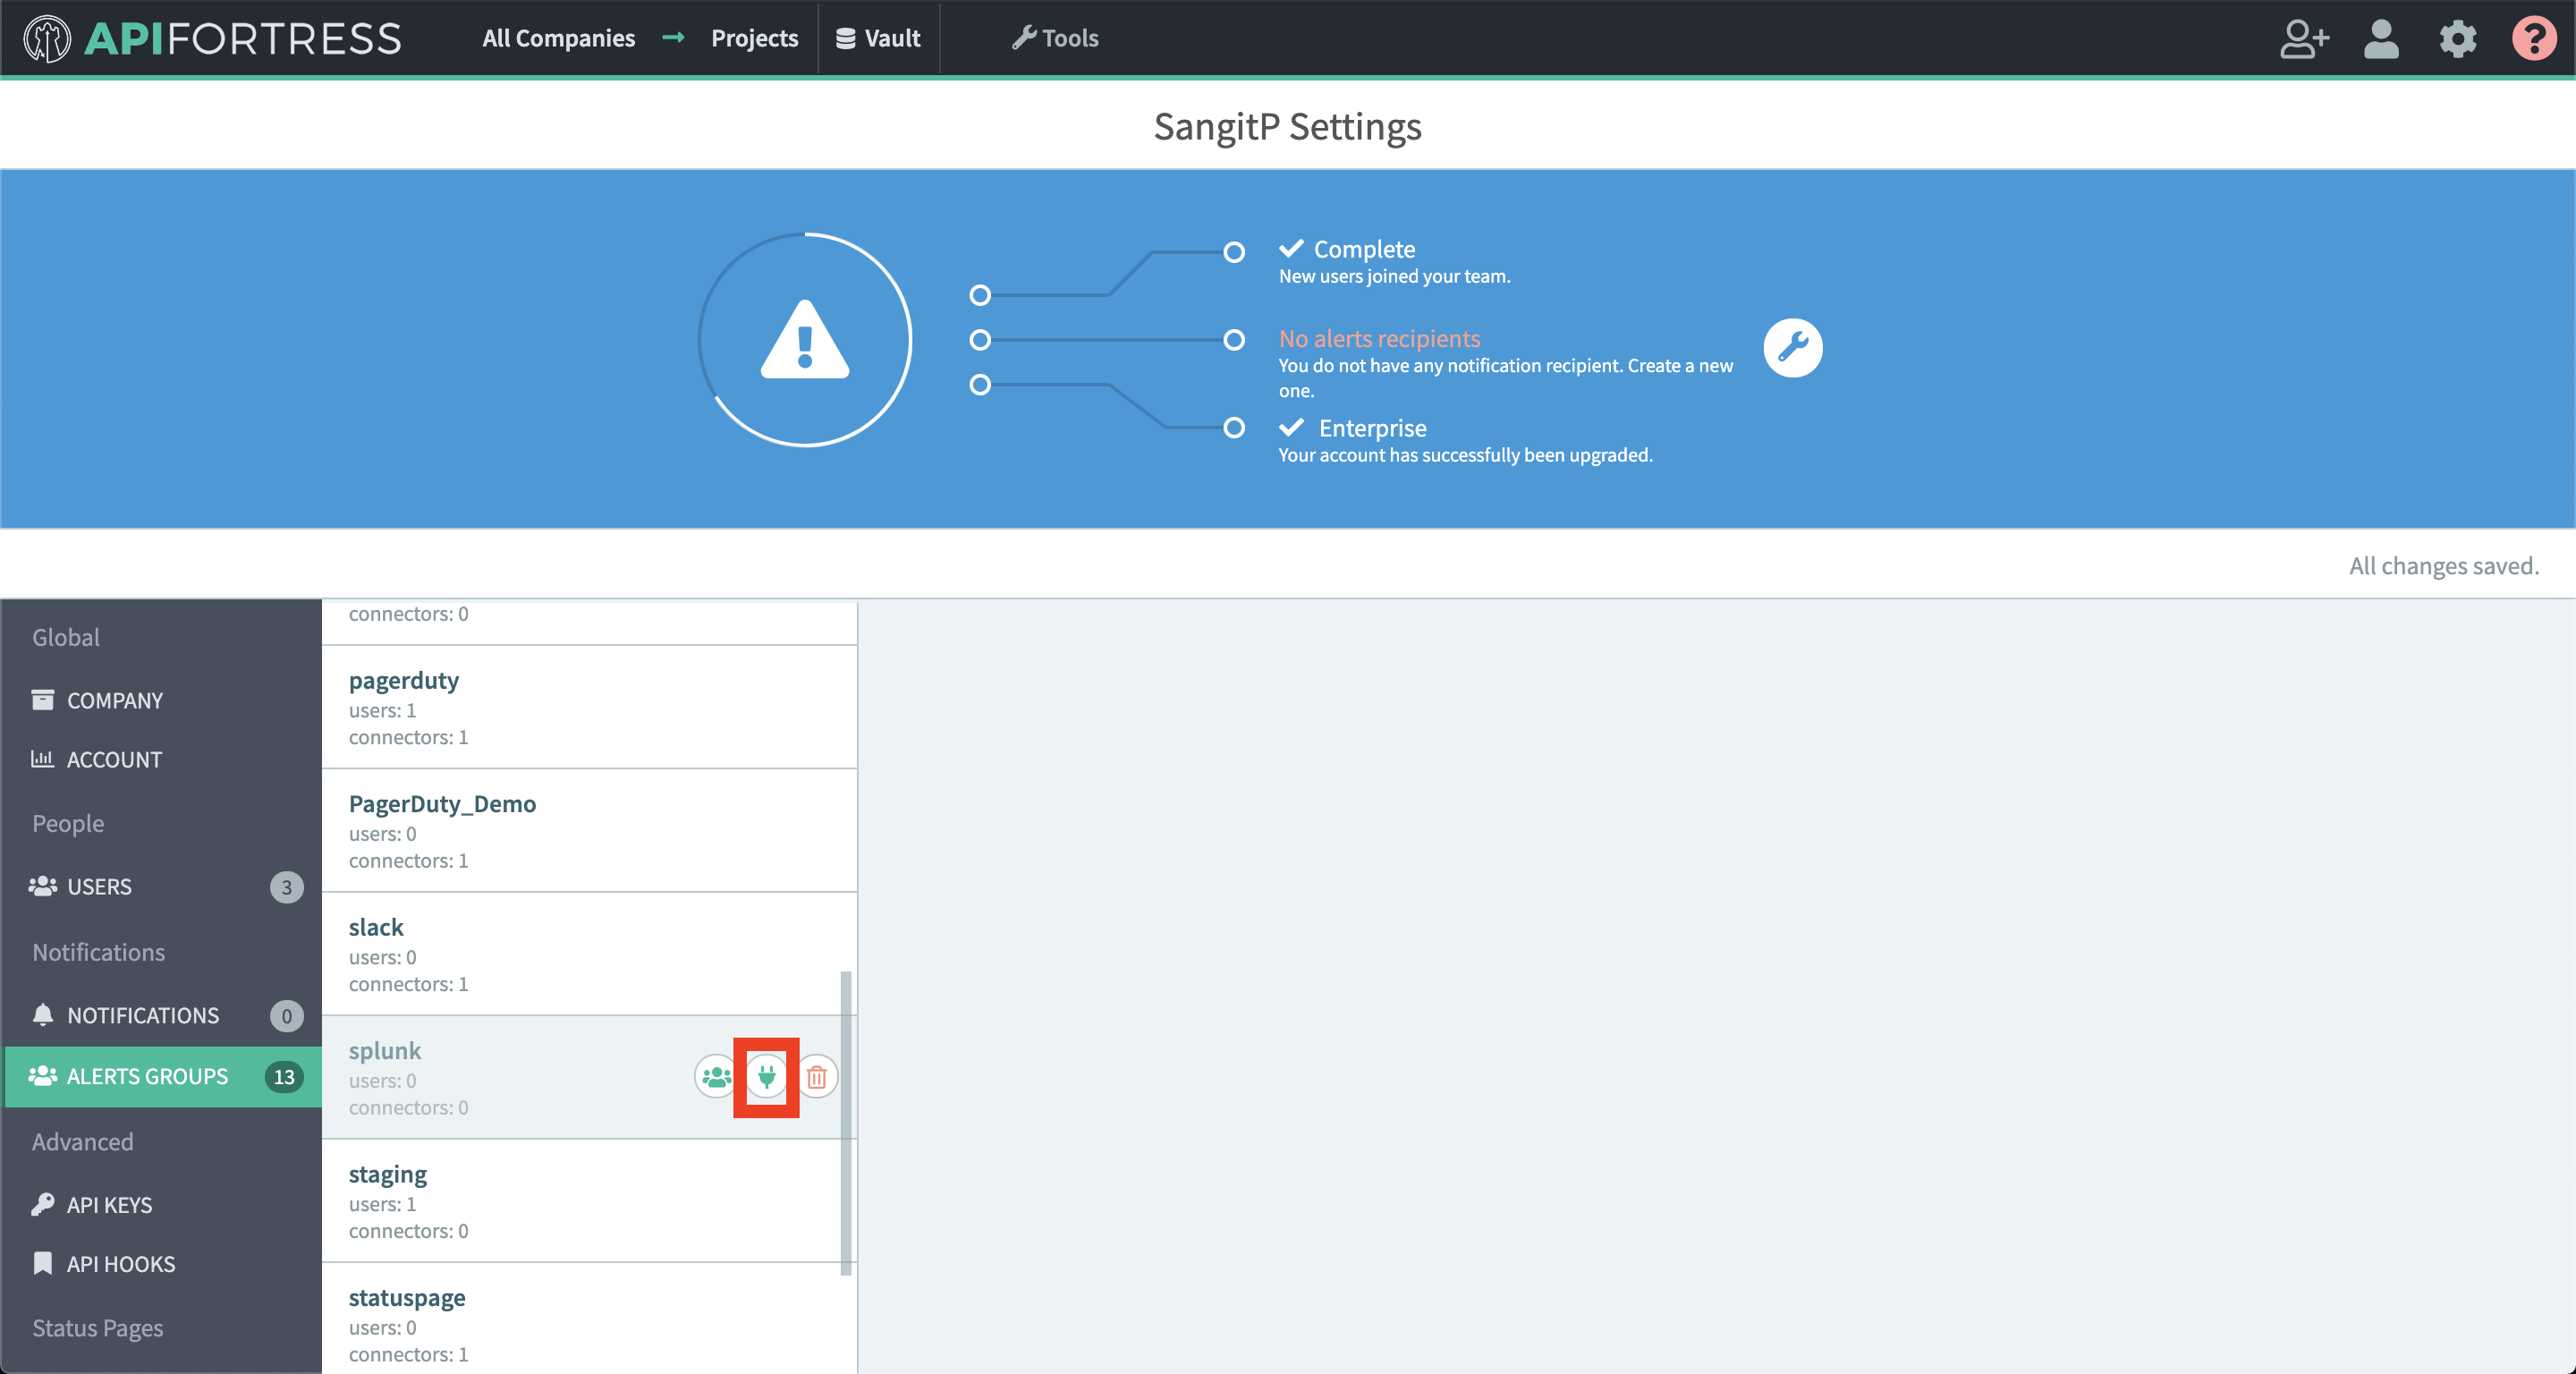 APIFORTRESS
All Companies
Projects
Vault
Tools
?
SangitP Settings
Complete
New users joined your team.
No alerts recipients
You do not have any notification recipient. Create a new
one.
Enterprise
Your account has successfully been upgraded.
All changes saved.
Global
COMPANY
ACCOUNT
People
USERS 3
Notifications
NOTIFICATIONS 0
ALERTS GROUPS 13
Advanced
API KEYS
API HOOKS
Status Pages
connectors: 0
pagerduty
users: 1
connectors: 1
PagerDuty_Demo
users: 0
connectors: 1
slack
users: 0
connectors: 1
splunk
users: 0
connectors: 0
staging
users: 1
connectors: 0
statuspage
users: 0
connectors: 1